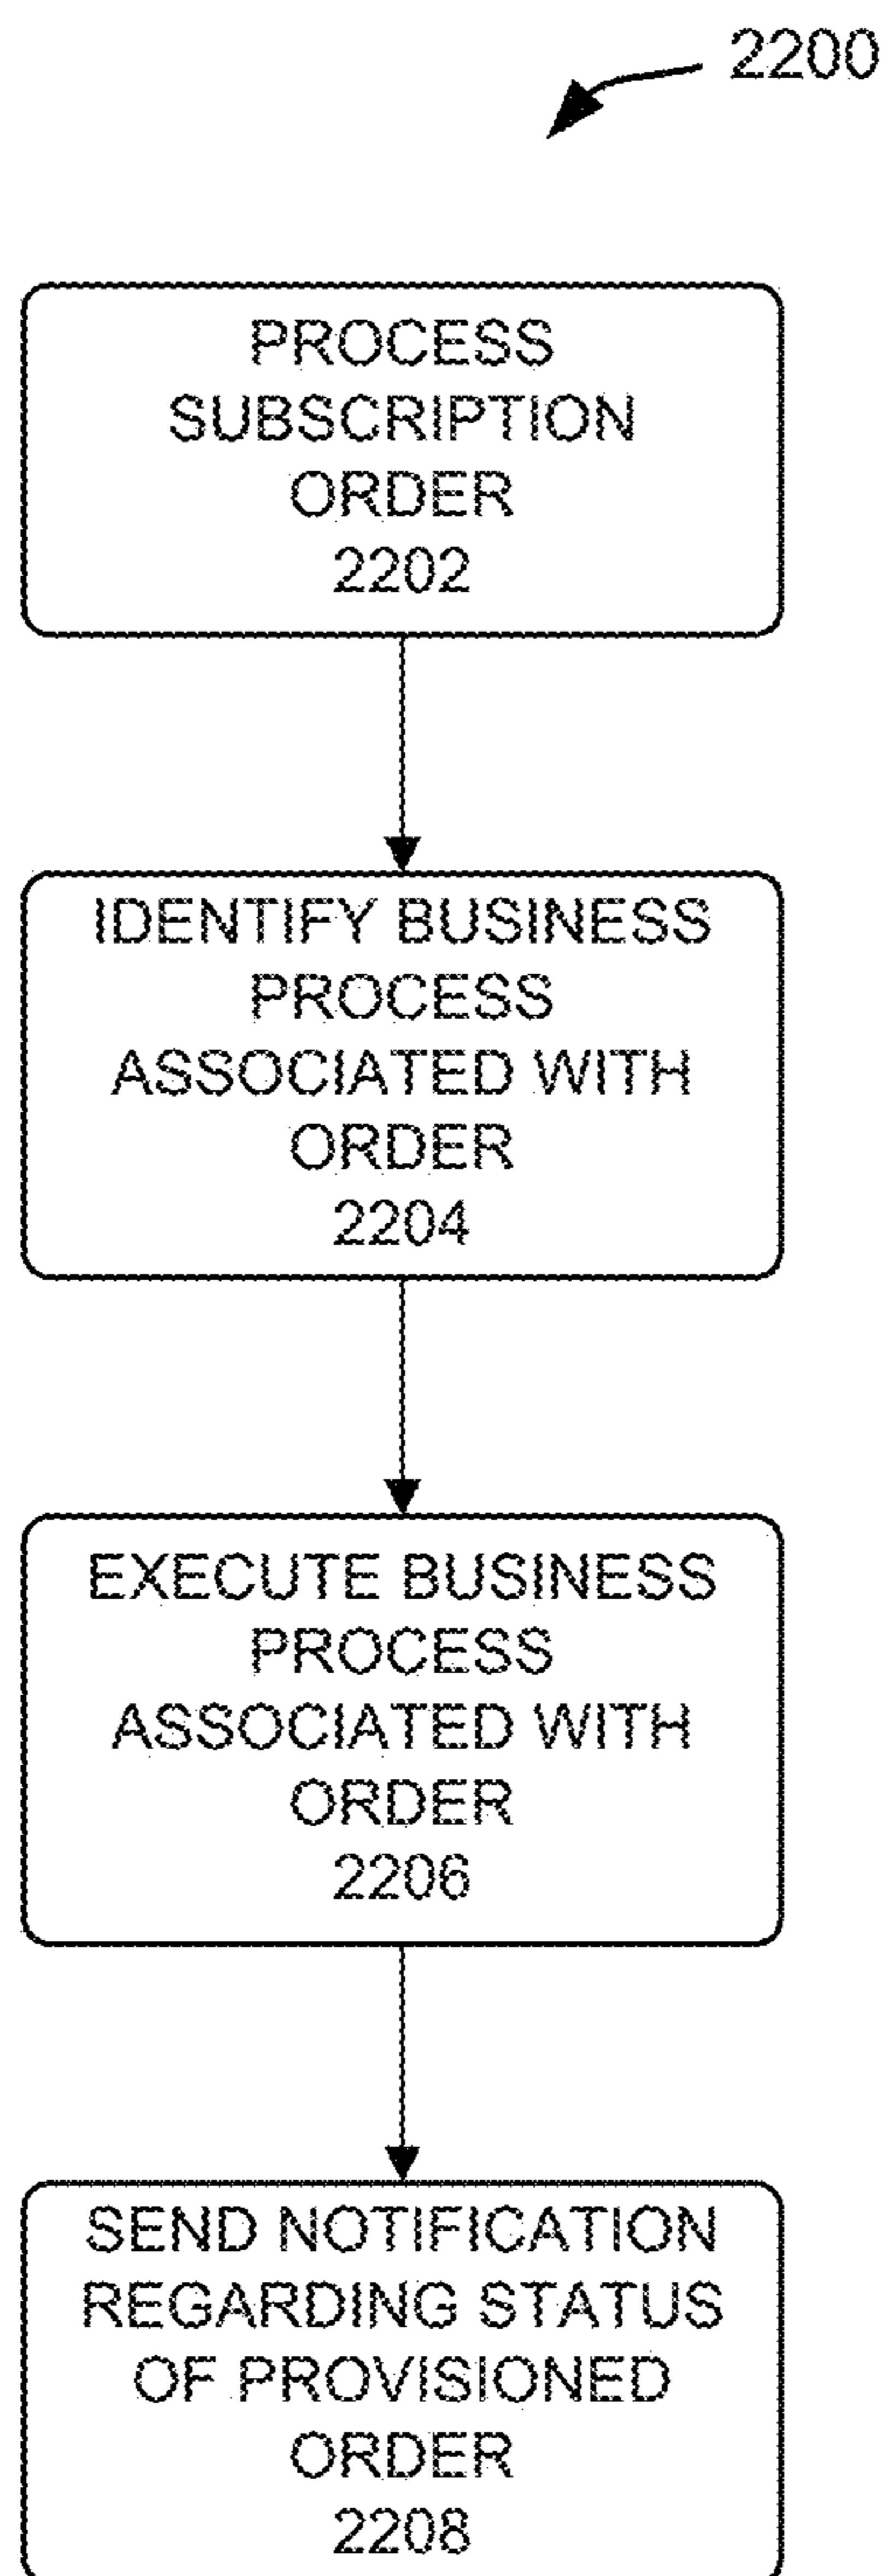 2200
PROCESS
SUBSCRIPTION
ORDER
2202
IDENTIFY BUSINESS
PROCESS
ASSOCIATED WITH
ORDER
2204
EXECUTE BUSINESS
PROCESS
ASSOCIATED WITH
ORDER
2206
SEND NOTIFICATION
REGARDING STATUS
OF PROVISIONED
ORDER
2208